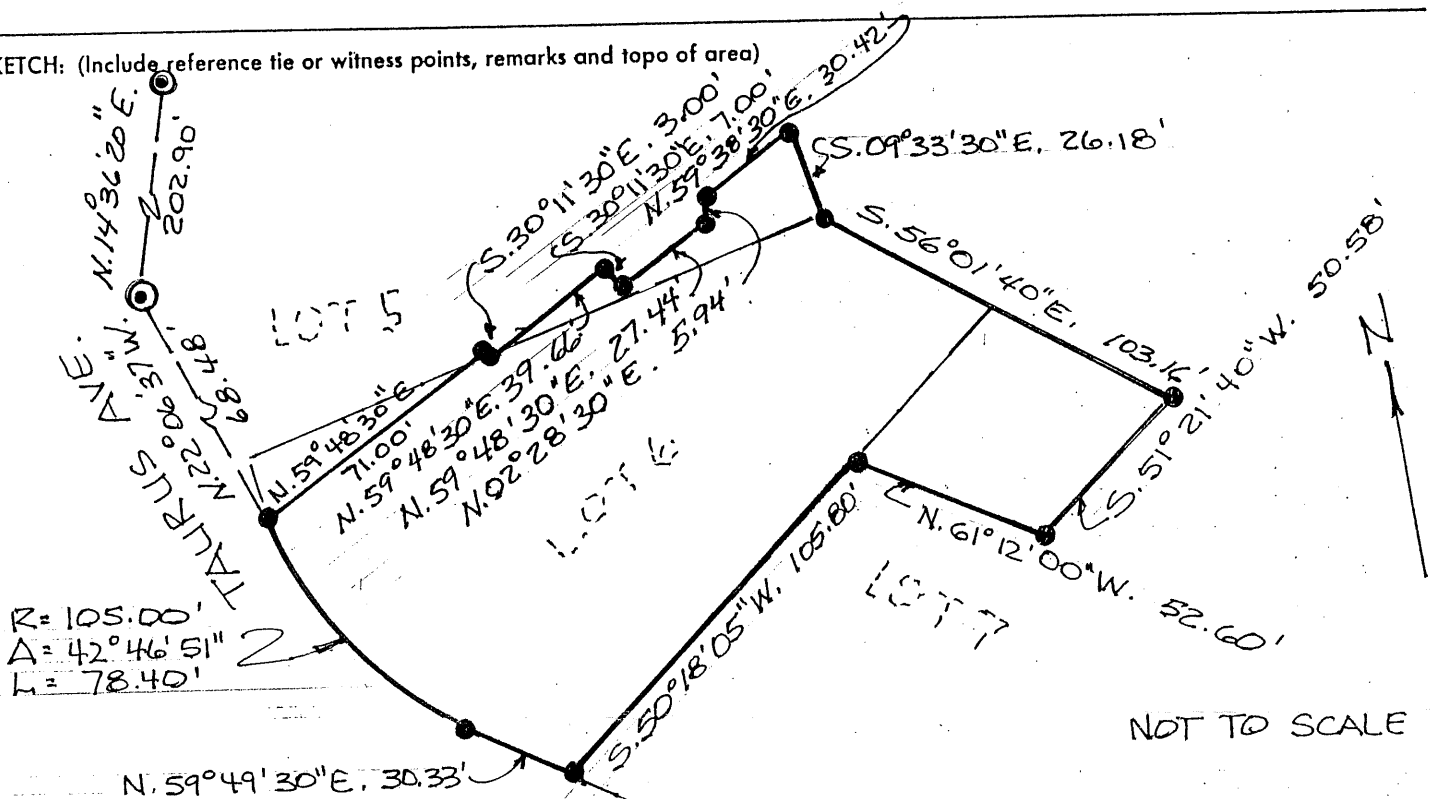 KETCH: (Include reference tie or witness points, remarks and topo of area)
N.14°36'20"E.
202.90'
TAURUS AVE.
N.22°06'37"W.
68.48'
LOT 5
S.30°11'30"E. 3.00'
S.30°11'30"E. 7.00'
N.59°38'30"E. 30.42'
S.09°33'30"E. 26.18'
S.56°01'40"E. 103.16'
S.51°21'40"W. 50.58'
N
N.59°48'30"E.
71.00'
N.59°48'30"E. 39.66'
N.59°48'30"E. 27.44'
N.02°28'30"E. 5.94'
LOT 6
S.50°18'05"W. 105.80'
N.61°12'00"W. 52.60'
LOT 7
R= 105.00'
Δ= 42°46'51"
L= 78.40'
N.59°49'30"E. 30.33'
NOT TO SCALE